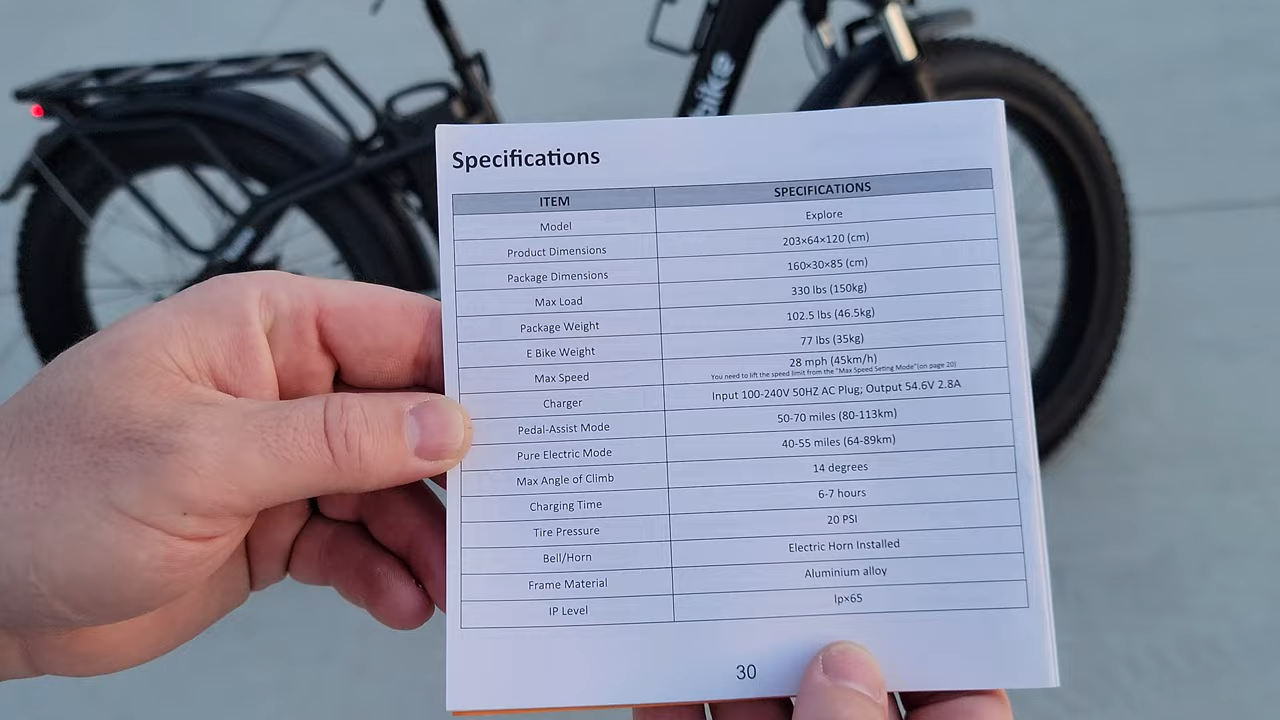 bike
Specifications
ITEM SPECIFICATIONS
Model Explore
Product Dimensions 203×64×120 (cm)
Package Dimensions 160×30×85 (cm)
Max Load 330 lbs (150kg)
Package Weight 102.5 lbs (46.5kg)
E Bike Weight 77 lbs (35kg)
Max Speed 28 mph (45km/h)
You need to lift the speed limit from the "Max Speed Seting Mode"(on page 20)
Charger Input 100-240V 50HZ AC Plug; Output 54.6V 2.8A
Pedal-Assist Mode 50-70 miles (80-113km)
Pure Electric Mode 40-55 miles (64-89km)
Max Angle of Climb 14 degrees
Charging Time 6-7 hours
Tire Pressure 20 PSI
Bell/Horn Electric Horn Installed
Frame Material Aluminium alloy
IP Level Ip×65
30